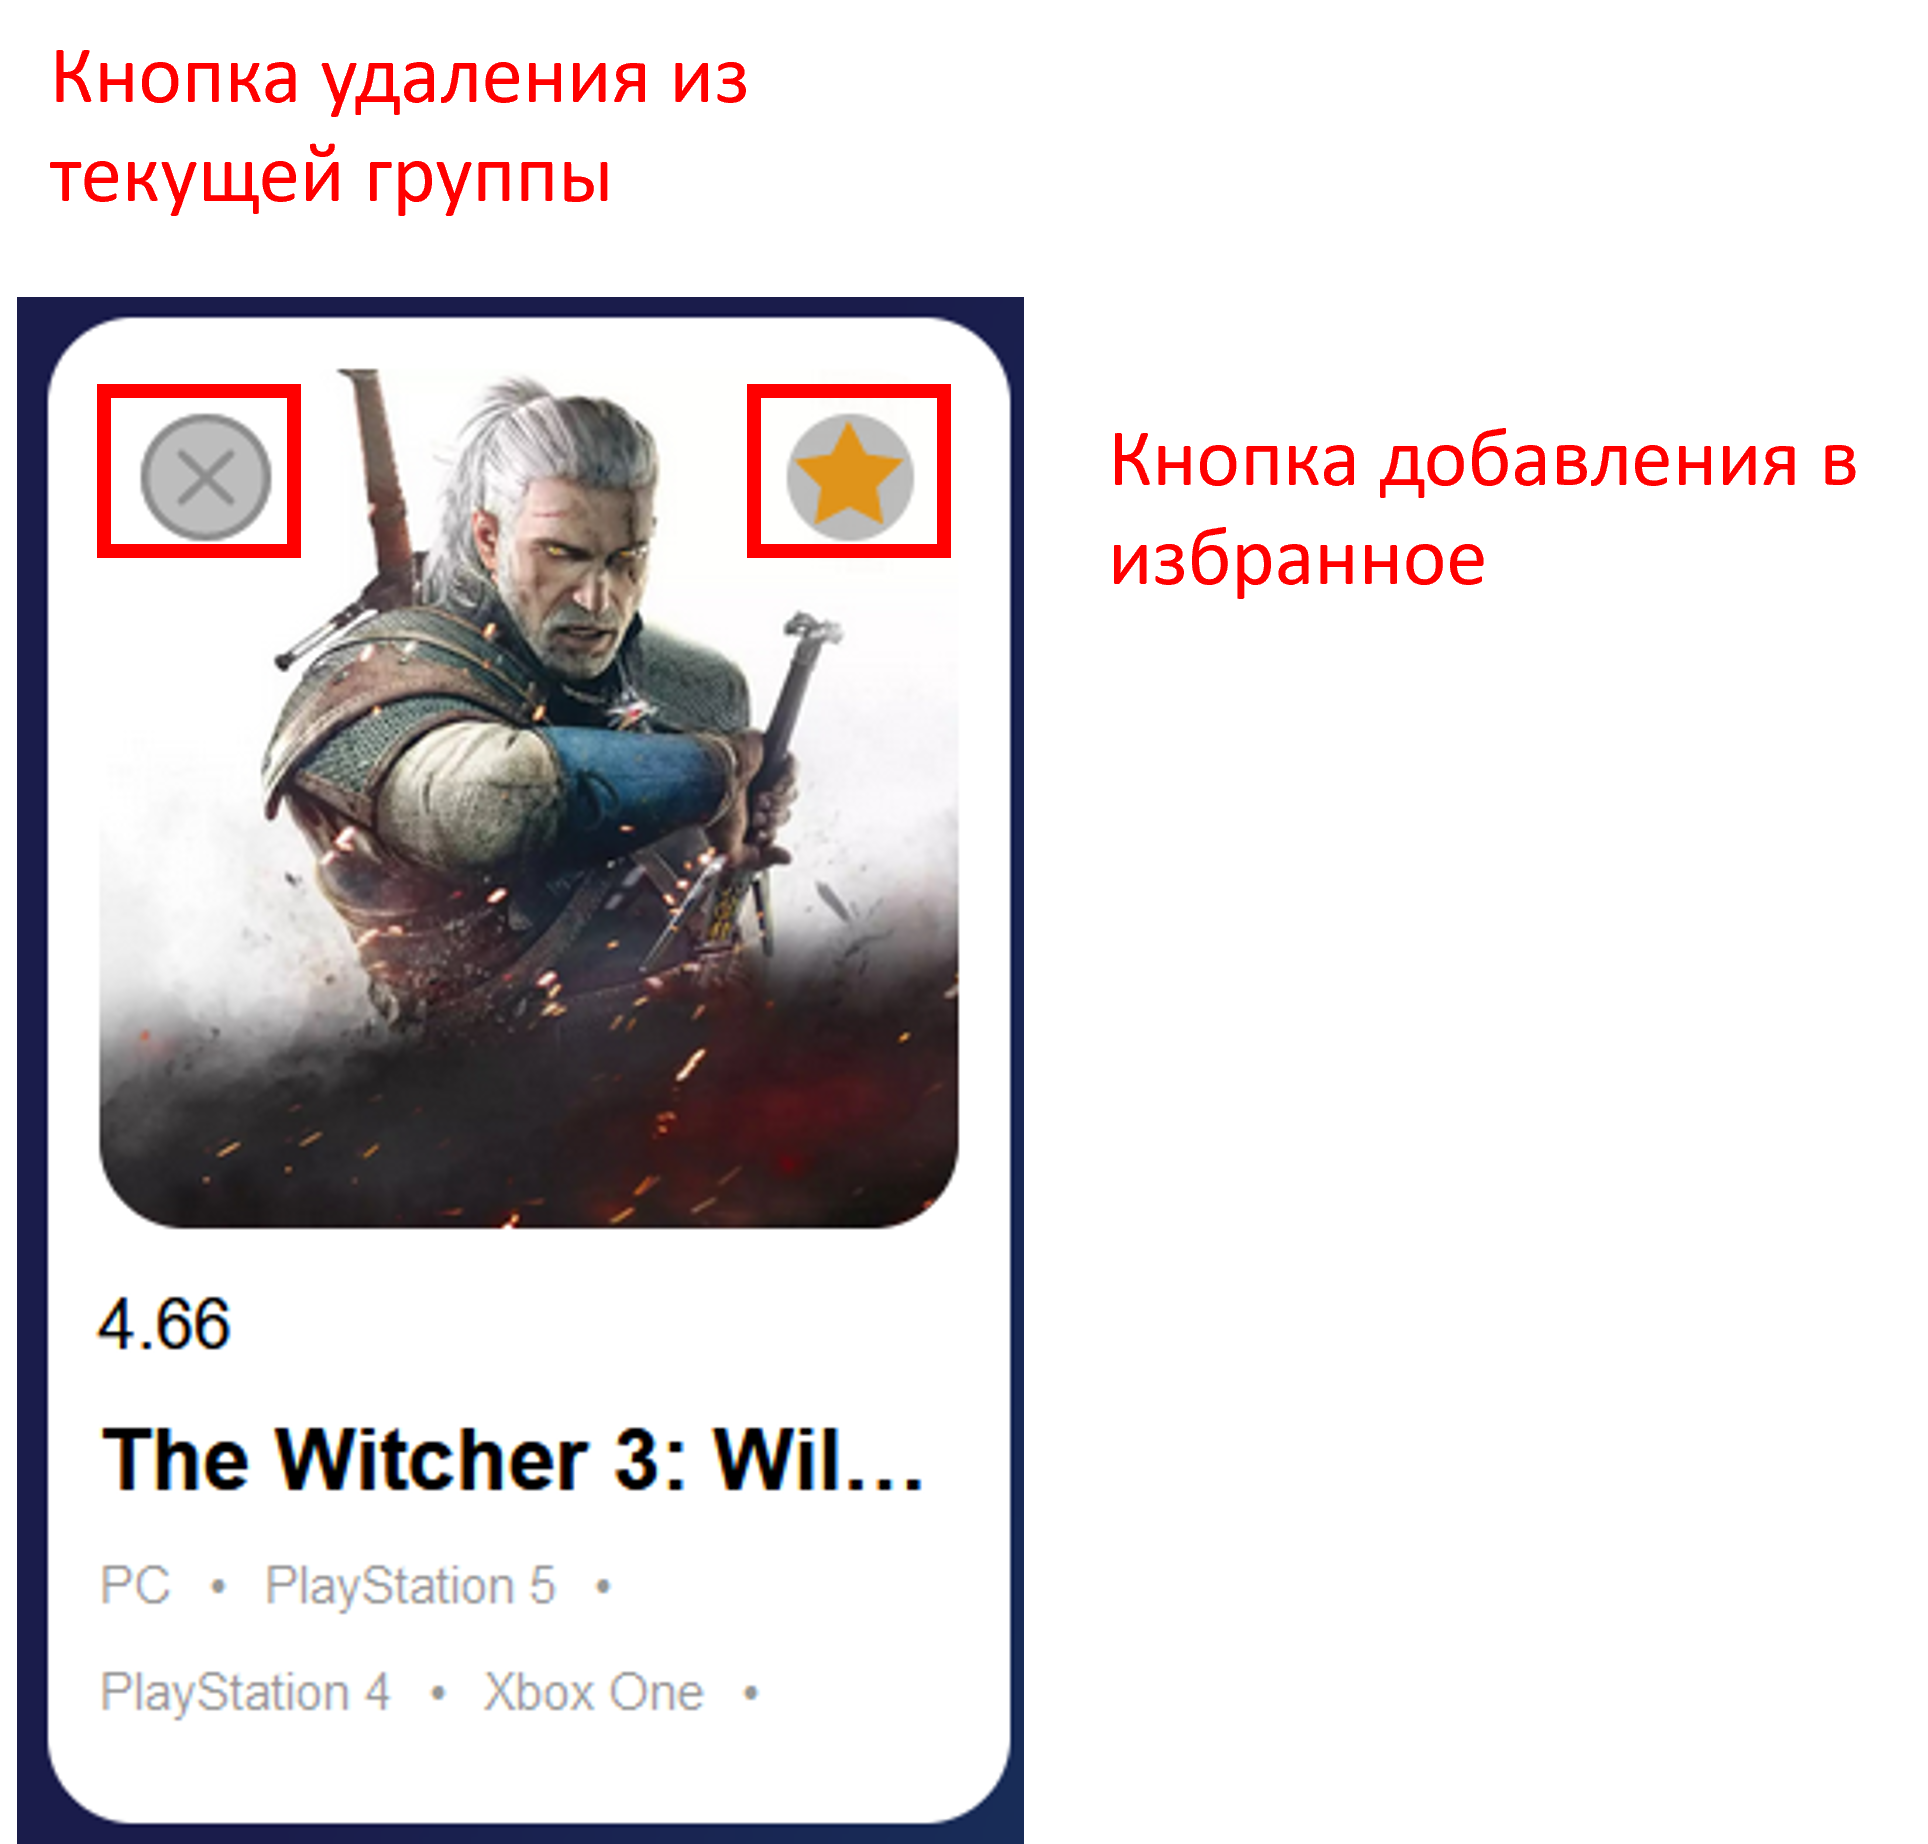 Кнопка удаления из
текущей группы
Кнопка добавления в
избранное
4.66
The Witcher 3: Wil...
PC • PlayStation 5 •
PlayStation 4 • Xbox One •